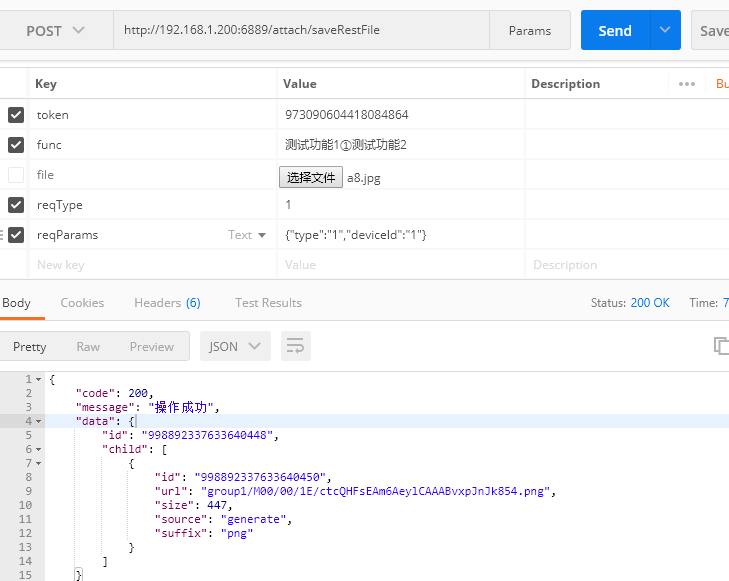 POST http://192.168.1.200:6889/attach/saveRestFile Params Send Save
Key Value Description ••• Bu
token 973090604418084864
func 测试功能1①测试功能2
file 选择文件 a8.jpg
reqType 1
reqParams Text {"type":"1","deviceId":"1"}
New key Value Description
Body Cookies Headers (6) Test Results Status: 200 OK Time: 7
Pretty Raw Preview JSON
1 {
2 "code": 200,
3 "message": "操作成功",
4 "data": {
5 "id": "998892337633640448",
6 "child": [
7 {
8 "id": "998892337633640450",
9 "url": "group1/M00/00/1E/ctcQHFsEAm6Aey1CAAABvxpJnJk854.png",
10 "size": 447,
11 "source": "generate",
12 "suffix": "png"
13 }
14 ]
15 }